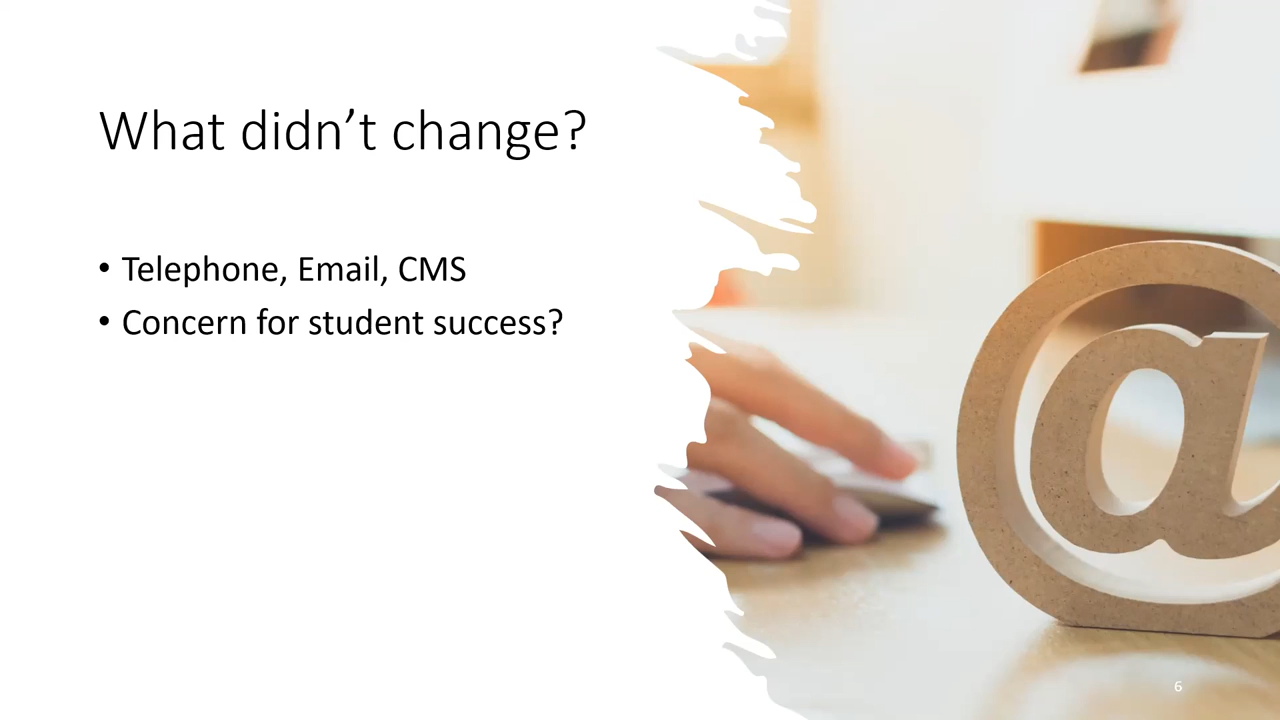 What didn’t change?
• Telephone, Email, CMS
• Concern for student success?
@
6